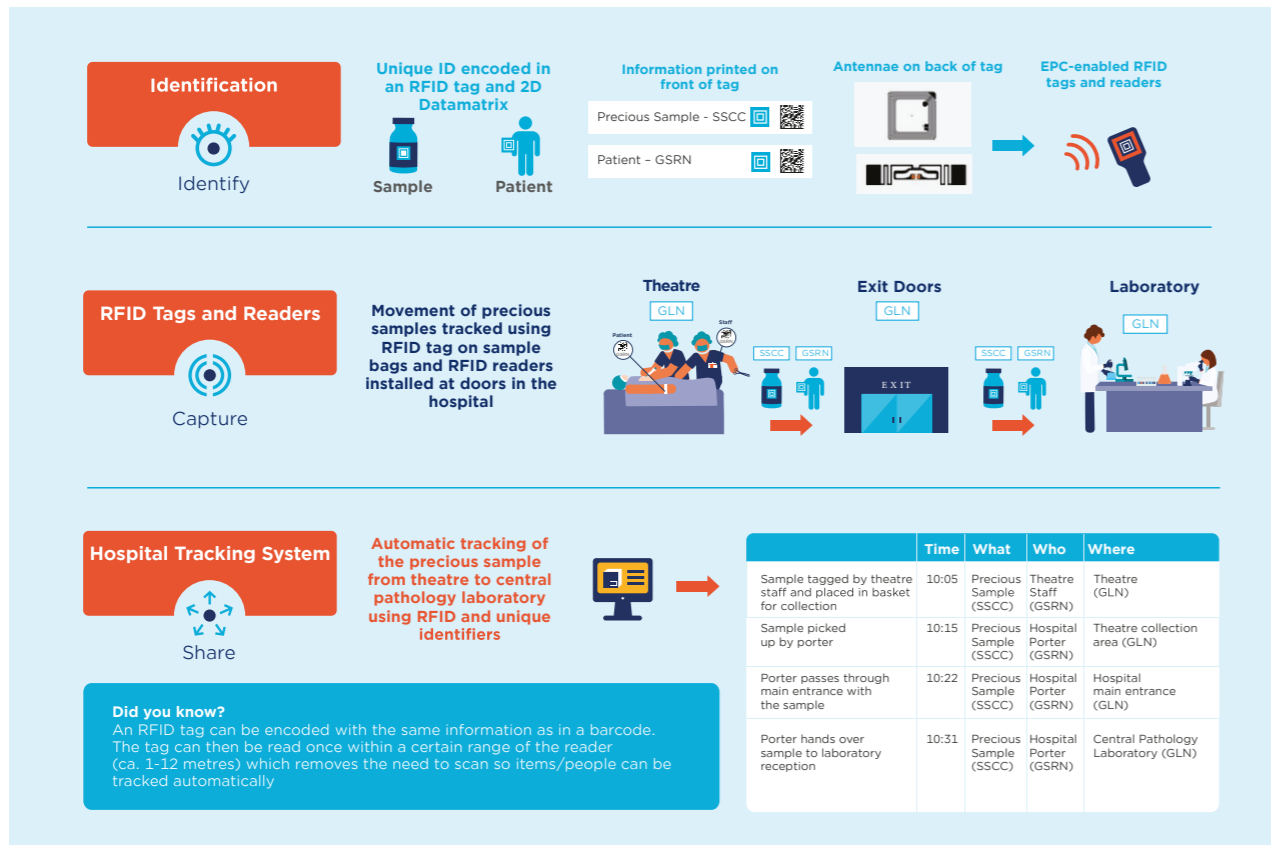 Identification
Identify
Unique ID encoded in
an RFID tag and 2D
Datamatrix
Sample
Patient
Information printed on
front of tag
Precious Sample - SSCC
Patient – GSRN
Antennae on back of tag
EPC-enabled RFID
tags and readers
RFID Tags and Readers
Capture
Movement of precious
samples tracked using
RFID tag on sample
bags and RFID readers
installed at doors in the
hospital
Theatre
GLN
Patient
GSRN
Staff
GSRN
SSCC
GSRN
Exit Doors
GLN
EXIT
SSCC
GSRN
Laboratory
GLN
Hospital Tracking System
Share
Automatic tracking of
the precious sample
from theatre to central
pathology laboratory
using RFID and unique
identifiers
Time What Who Where
Sample tagged by theatre 10:05 Precious Theatre Theatre
staff and placed in basket Sample Staff (GLN)
for collection (SSCC) (GSRN)
Sample picked 10:15 Precious Hospital Theatre collection
up by porter Sample Porter area (GLN)
(SSCC) (GSRN)
Porter passes through 10:22 Precious Hospital Hospital
main entrance with Sample Porter main entrance
the sample (SSCC) (GSRN) (GLN)
Porter hands over 10:31 Precious Hospital Central Pathology
sample to laboratory Sample Porter Laboratory (GLN)
reception (SSCC) (GSRN)
Did you know?
An RFID tag can be encoded with the same information as in a barcode.
The tag can then be read once within a certain range of the reader
(ca. 1-12 metres) which removes the need to scan so items/people can be
tracked automatically